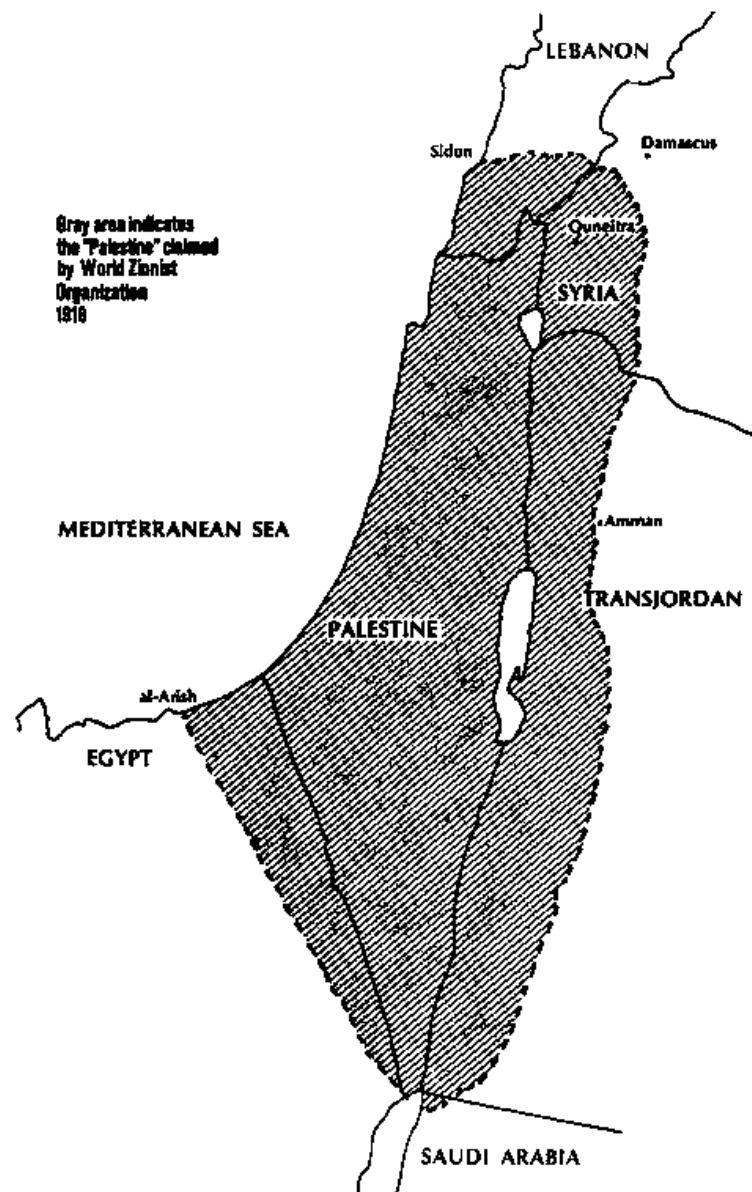 LEBANON
Sidon
Damascus
Gray area indicates
the "Palestine" claimed
by World Zionist
Organization
Quneitra
SYRIA
MEDITERRANEAN SEA
Amman
TRANSJORDAN
PALESTINE
al-Arish
EGYPT
SAUDI ARABIA